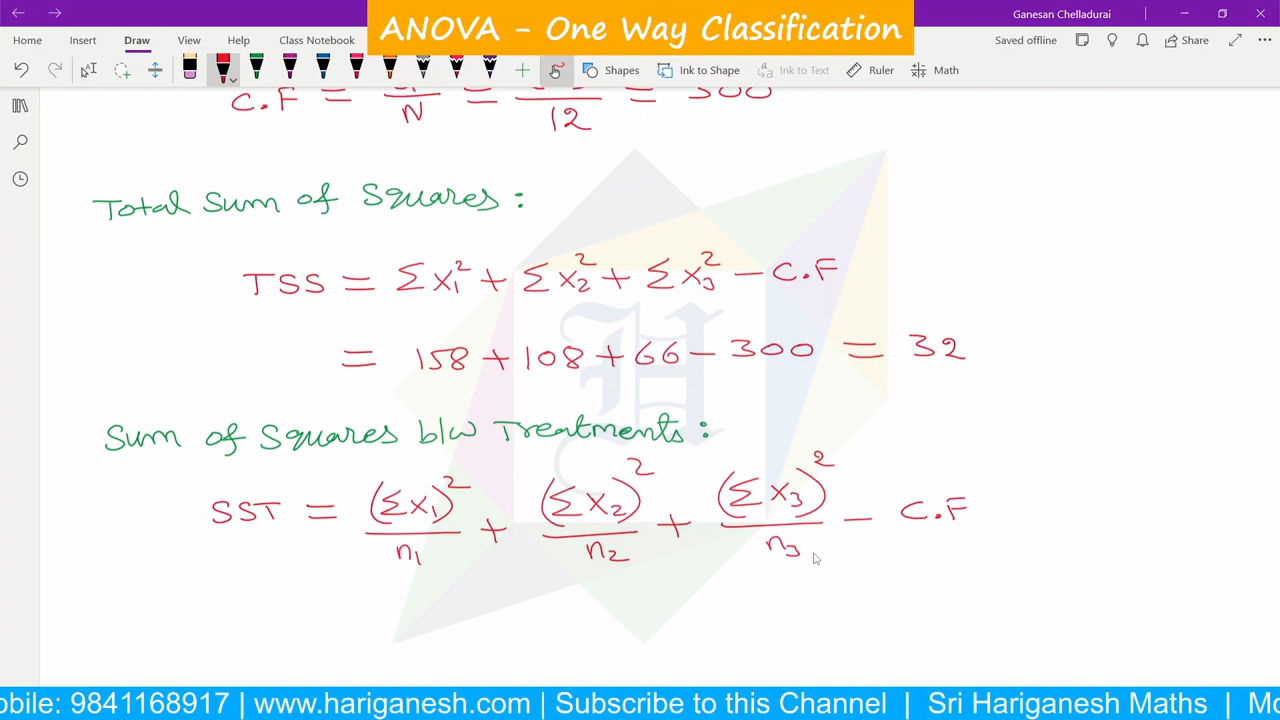 ANOVA - One Way Classification
Ganesan Chelladurai
Home Insert Draw View Help Class Notebook
Saved offline Share
Shapes Ink to Shape Ink to Text Ruler Math
C.F = / N = / 12 = 300
Total Sum of Squares :
TSS = Σx₁² + Σx₂² + Σx₃² - C.F
= 158 + 108 + 66 - 300 = 32
Sum of Squares b/w Treatments :
SST = (Σx₁)²/n₁ + (Σx₂)²/n₂ + (Σx₃)²/n₃ - C.F
H
obile: 9841168917 | www.hariganesh.com | Subscribe to this Channel | Sri Hariganesh Maths | Mo